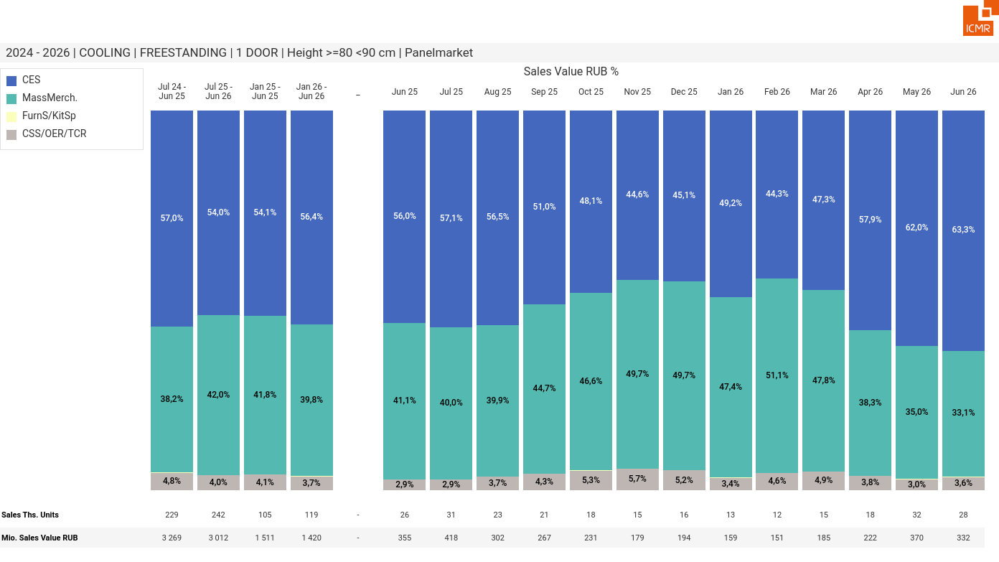 ICMR
2024 - 2026 | COOLING | FREESTANDING | 1 DOOR | Height >=80 <90 cm | Panelmarket
CES
MassMerch.
FurnS/KitSp
CSS/OER/TCR
Sales Value RUB %
Jul 24 - Jul 25 - Jan 25 - Jan 26 -
Jun 25 Jun 26 Jun 25 Jun 26 – Jun 25 Jul 25 Aug 25 Sep 25 Oct 25 Nov 25 Dec 25 Jan 26 Feb 26 Mar 26 Apr 26 May 26 Jun 26
57,0% 54,0% 54,1% 56,4% 56,0% 57,1% 56,5% 51,0% 48,1% 44,6% 45,1% 49,2% 44,3% 47,3% 57,9% 62,0% 63,3%
38,2% 42,0% 41,8% 39,8% 41,1% 40,0% 39,9% 44,7% 46,6% 49,7% 49,7% 47,4% 51,1% 47,8% 38,3% 35,0% 33,1%
4,8% 4,0% 4,1% 3,7% 2,9% 2,9% 3,7% 4,3% 5,3% 5,7% 5,2% 3,4% 4,6% 4,9% 3,8% 3,0% 3,6%
Sales Ths. Units 229 242 105 119 - 26 31 23 21 18 15 16 13 12 15 18 32 28
Mio. Sales Value RUB 3 269 3 012 1 511 1 420 - 355 418 302 267 231 179 194 159 151 185 222 370 332